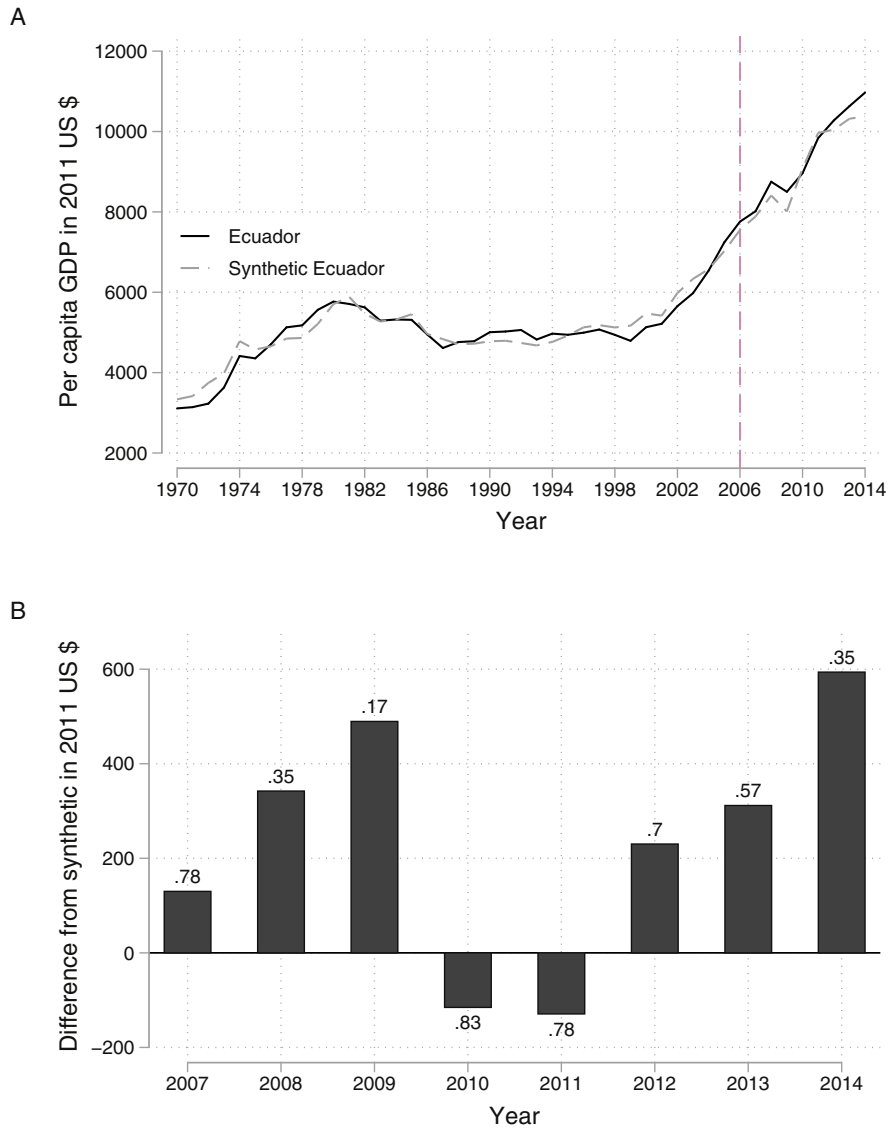 A
Per capita GDP in 2011 US $
12000
10000
8000
6000
4000
2000
Ecuador
Synthetic Ecuador
1970 1974 1978 1982 1986 1990 1994 1998 2002 2006 2010 2014
Year
B
Difference from synthetic in 2011 US $
600
400
200
0
−200
.78 .35 .17 .83 .78 .7 .57 .35
2007 2008 2009 2010 2011 2012 2013 2014
Year